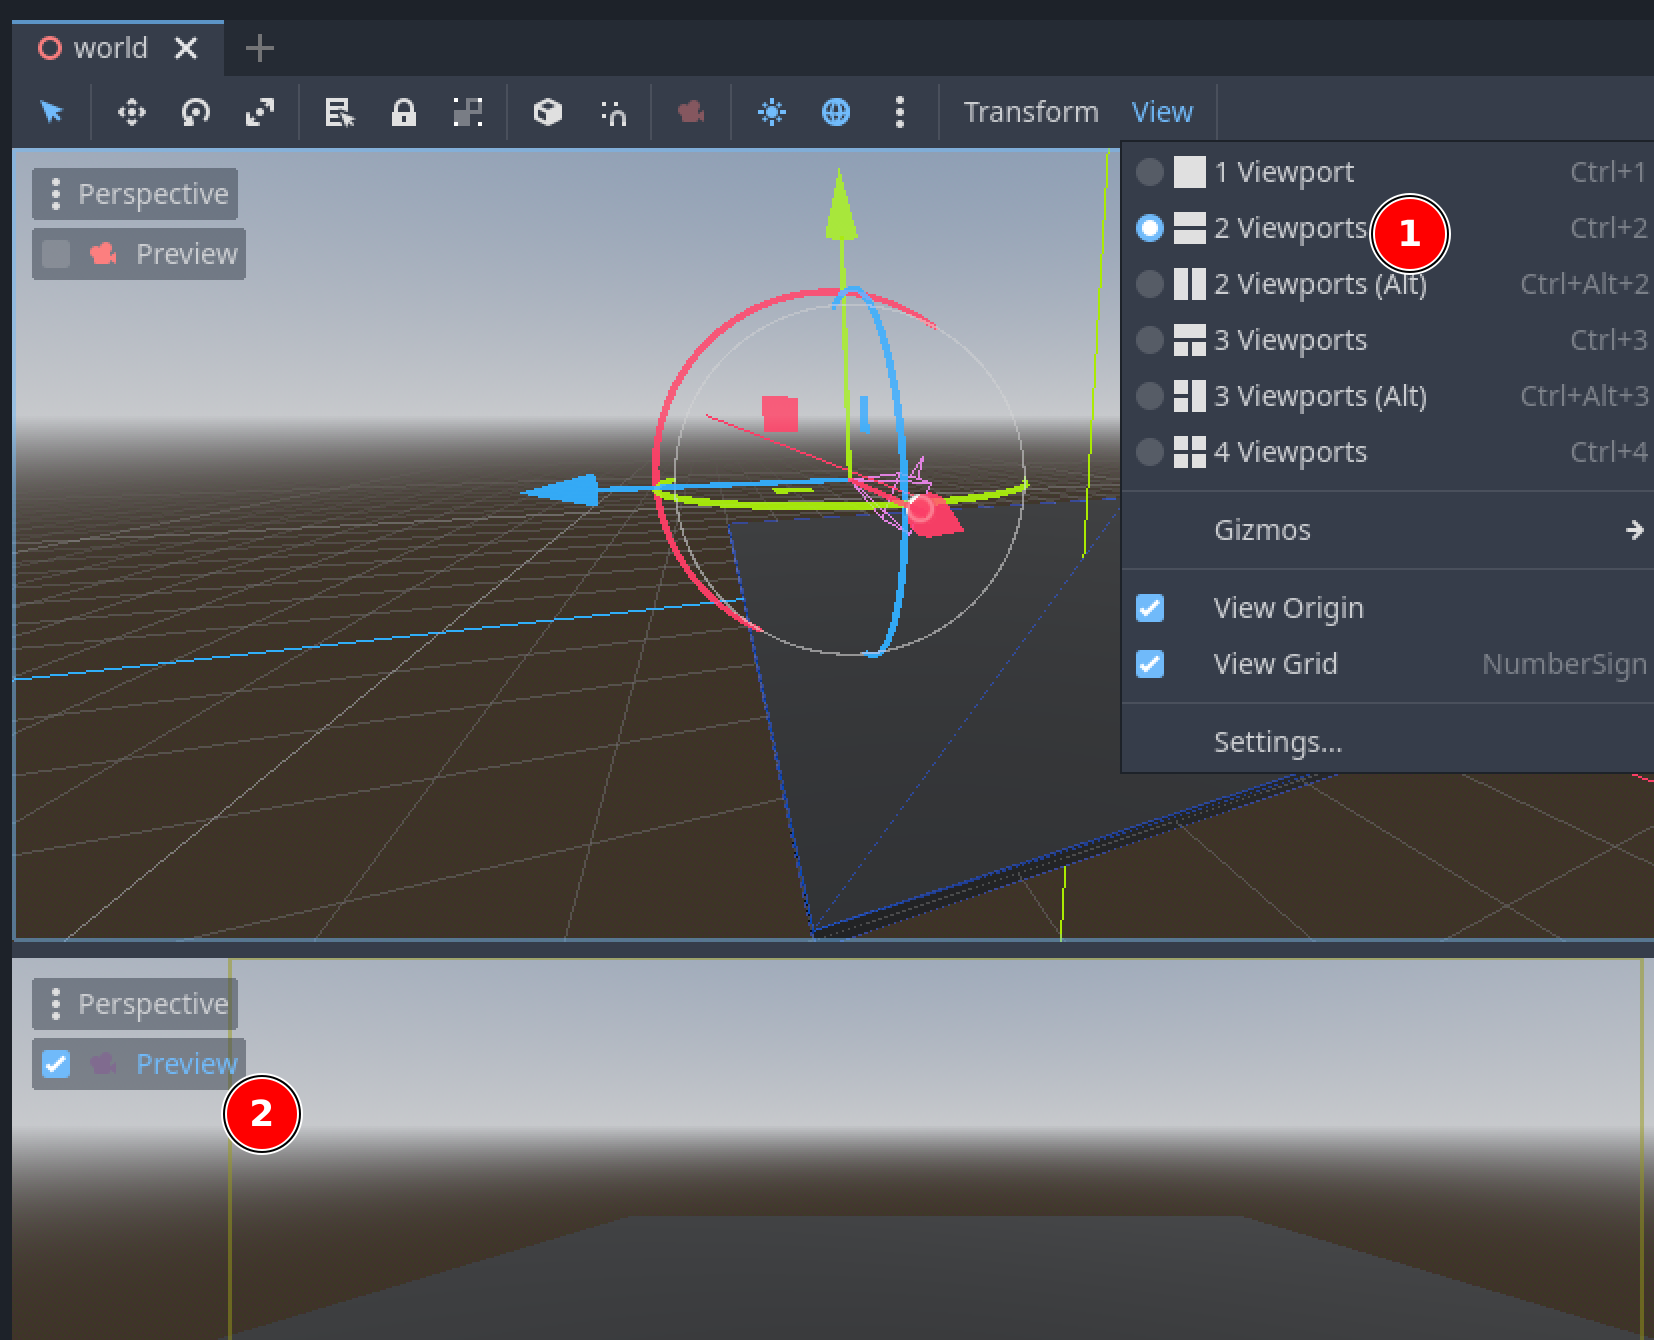 world
Transform View
Perspective
Preview
1 Viewport Ctrl+1
2 Viewports Ctrl+2
1
2 Viewports (Alt) Ctrl+Alt+2
3 Viewports Ctrl+3
3 Viewports (Alt) Ctrl+Alt+3
4 Viewports Ctrl+4
Gizmos
View Origin
View Grid NumberSign
Settings...
Perspective
Preview
2